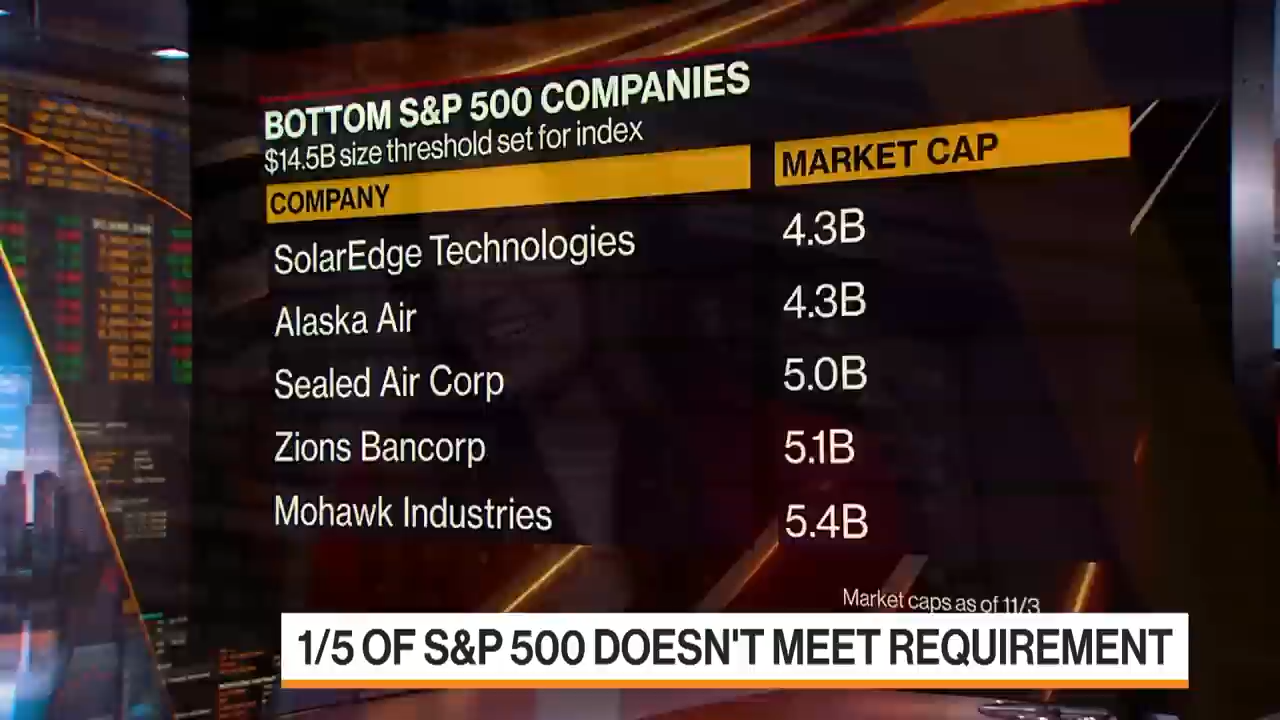 BOTTOM S&P 500 COMPANIES
$14.5B size threshold set for index
COMPANY MARKET CAP
SolarEdge Technologies 4.3B
Alaska Air 4.3B
Sealed Air Corp 5.0B
Zions Bancorp 5.1B
Mohawk Industries 5.4B
Market caps as of 11/3
1/5 OF S&P 500 DOESN'T MEET REQUIREMENT